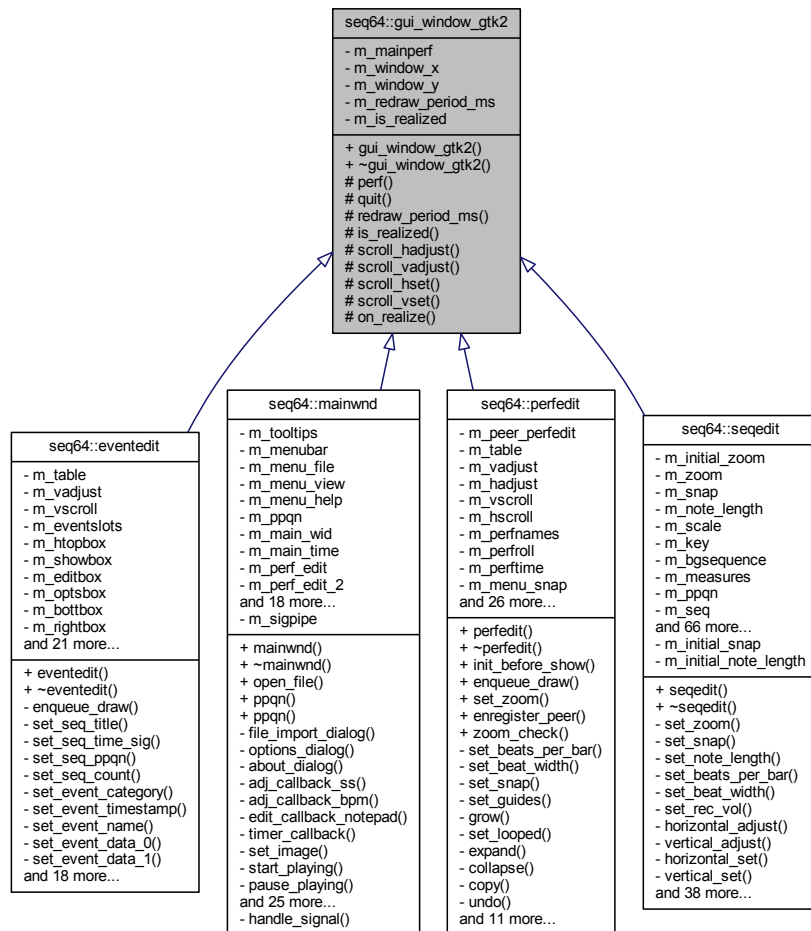 seq64::gui_window_gtk2
- m_mainperf
- m_window_x
- m_window_y
- m_redraw_period_ms
- m_is_realized
+ gui_window_gtk2()
+ ~gui_window_gtk2()
# perf()
# quit()
# redraw_period_ms()
# is_realized()
# scroll_hadjust()
# scroll_vadjust()
# scroll_hset()
# scroll_vset()
# on_realize()
seq64::eventedit
- m_table
- m_vadjust
- m_vscroll
- m_eventslots
- m_htopbox
- m_showbox
- m_editbox
- m_optsbox
- m_bottbox
- m_rightbox
and 21 more...
+ eventedit()
+ ~eventedit()
- enqueue_draw()
- set_seq_title()
- set_seq_time_sig()
- set_seq_ppqn()
- set_seq_count()
- set_event_category()
- set_event_timestamp()
- set_event_name()
- set_event_data_0()
- set_event_data_1()
and 18 more...
seq64::mainwnd
- m_tooltips
- m_menubar
- m_menu_file
- m_menu_view
- m_menu_help
- m_ppqn
- m_main_wid
- m_main_time
- m_perf_edit
- m_perf_edit_2
and 18 more...
- m_sigpipe
+ mainwnd()
+ ~mainwnd()
+ open_file()
+ ppqn()
+ ppqn()
- file_import_dialog()
- options_dialog()
- about_dialog()
- adj_callback_ss()
- adj_callback_bpm()
- edit_callback_notepad()
- timer_callback()
- set_image()
- start_playing()
- pause_playing()
and 25 more...
- handle_signal()
seq64::perfedit
- m_peer_perfedit
- m_table
- m_vadjust
- m_hadjust
- m_vscroll
- m_hscroll
- m_perfnames
- m_perfroll
- m_perftime
- m_menu_snap
and 26 more...
+ perfedit()
+ ~perfedit()
+ init_before_show()
+ enqueue_draw()
+ set_zoom()
+ enregister_peer()
+ zoom_check()
- set_beats_per_bar()
- set_beat_width()
- set_snap()
- set_guides()
- grow()
- set_looped()
- expand()
- collapse()
- copy()
- undo()
and 11 more...
seq64::seqedit
- m_initial_zoom
- m_zoom
- m_snap
- m_note_length
- m_scale
- m_key
- m_bgsequence
- m_measures
- m_ppqn
- m_seq
and 66 more...
- m_initial_snap
- m_initial_note_length
+ seqedit()
+ ~seqedit()
- set_zoom()
- set_snap()
- set_note_length()
- set_beats_per_bar()
- set_beat_width()
- set_rec_vol()
- horizontal_adjust()
- vertical_adjust()
- horizontal_set()
- vertical_set()
and 38 more...